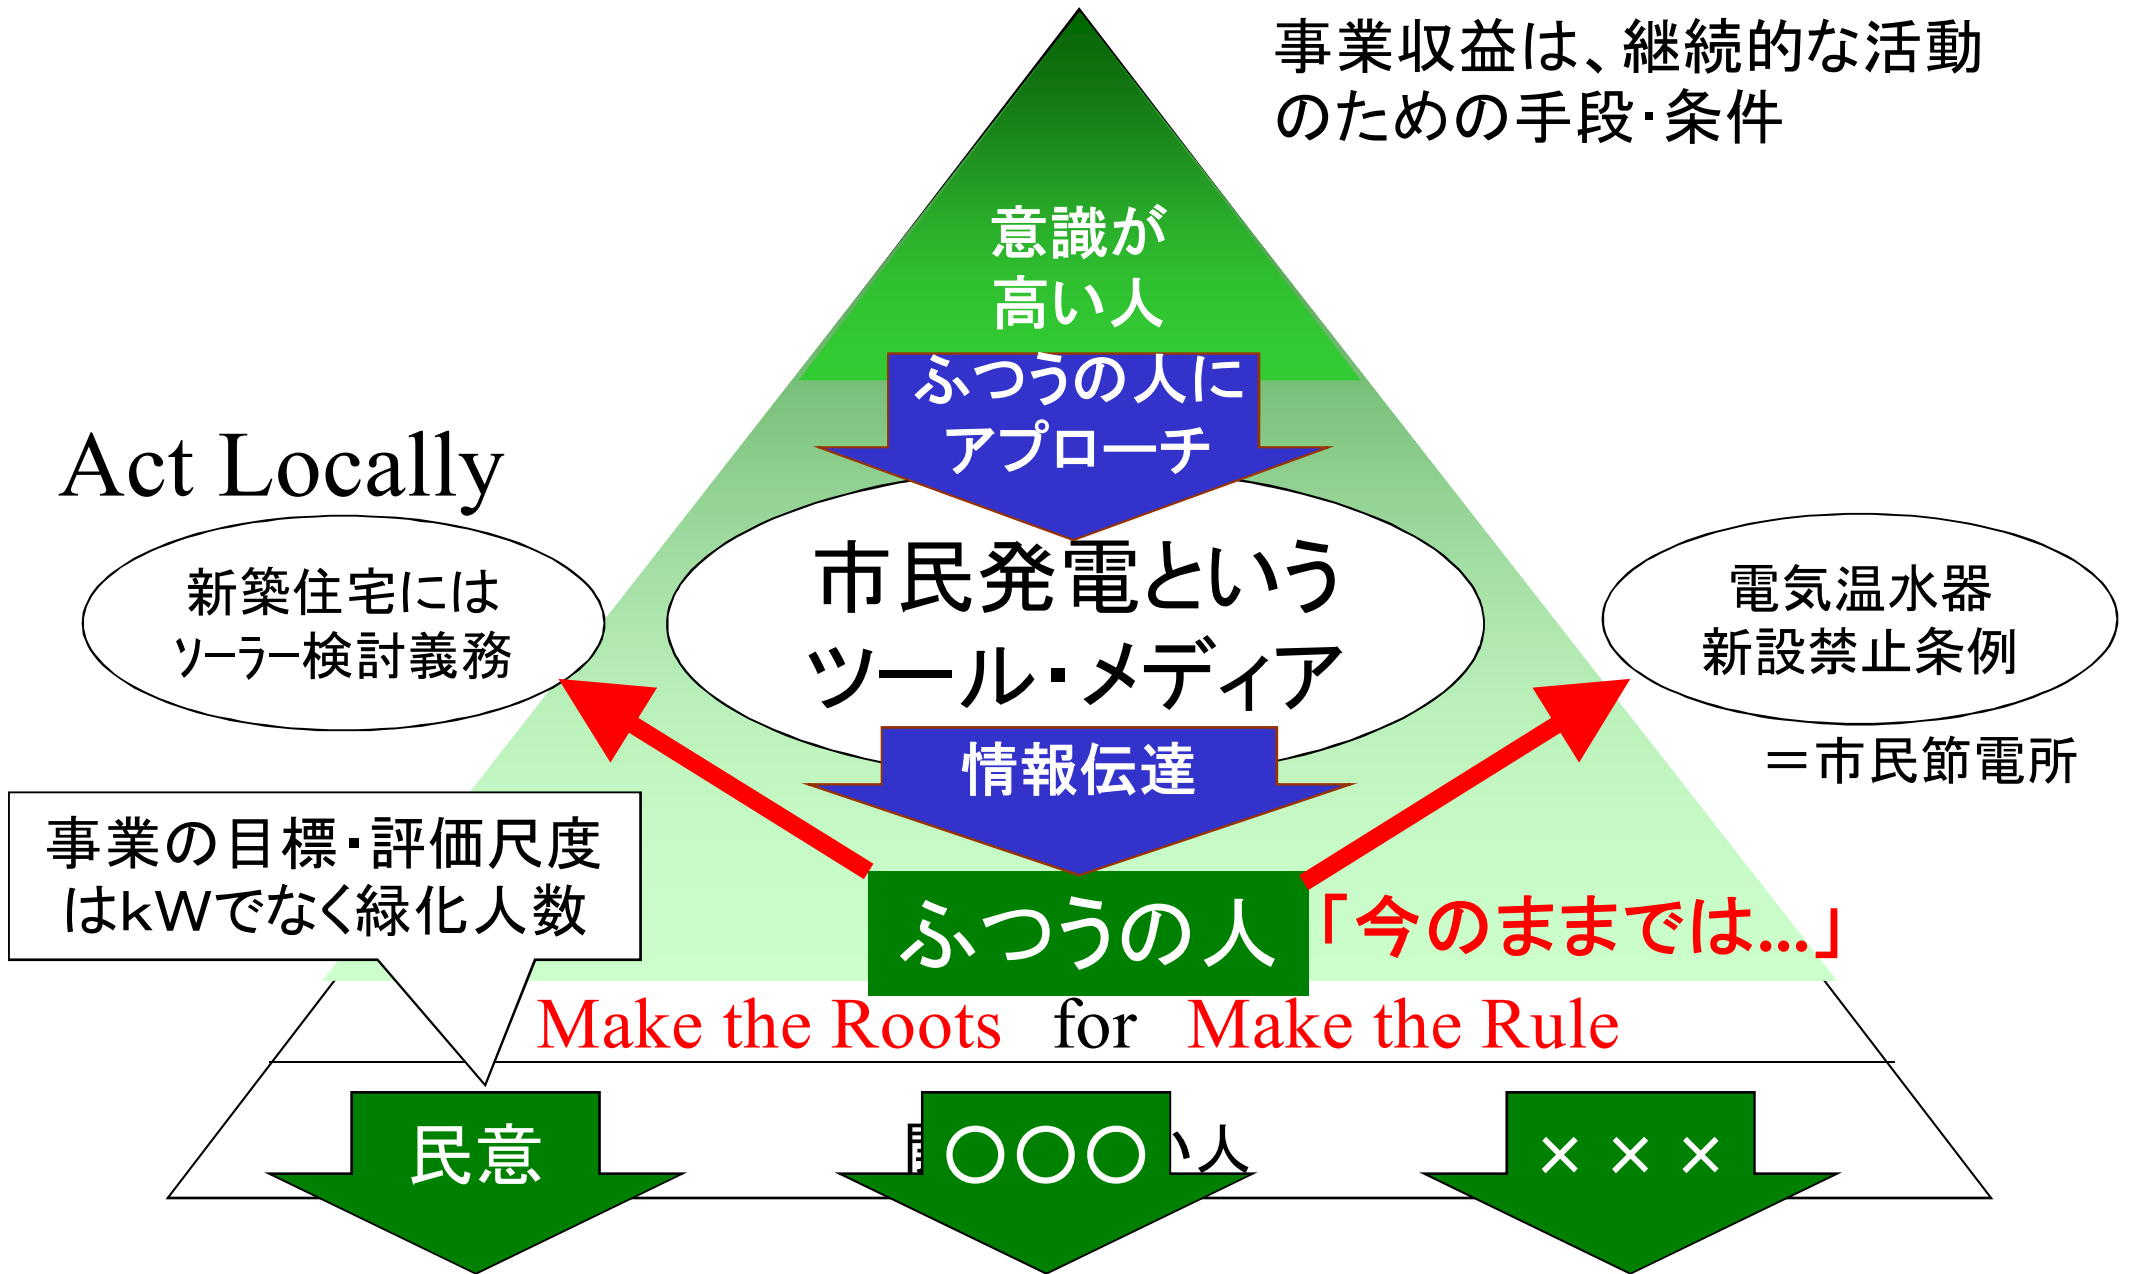 事業収益は、継続的な活動
のための手段・条件
意識が
高い人
ふつうの人に
アプローチ
Act Locally
市民発電という
ツール・メディア
新築住宅には
ソーラー検討義務
電気温水器
新設禁止条例
＝市民節電所
情報伝達
事業の目標・評価尺度
はkWでなく緑化人数
ふつうの人
「今のままでは...」
Make the Roots for Make the Rule
民意
○○○
い人
×××